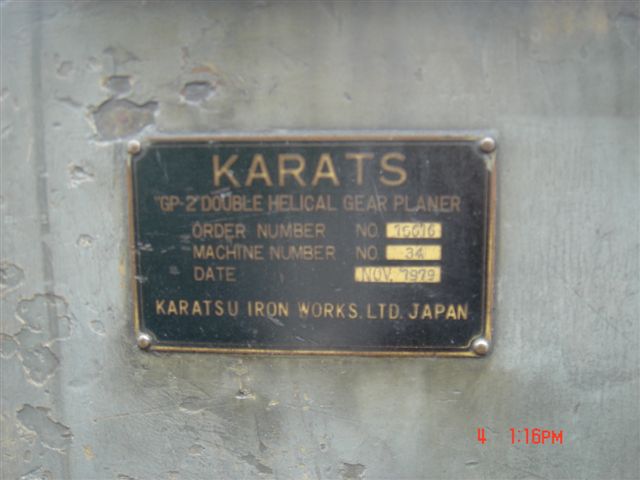 KARATS
"GP-2" DOUBLE HELICAL GEAR PLANER
ORDER NUMBER NO.
MACHINE NUMBER NO. 34
DATE NOV. 1979
KARATSU IRON WORKS. LTD. JAPAN
4 1:16PM